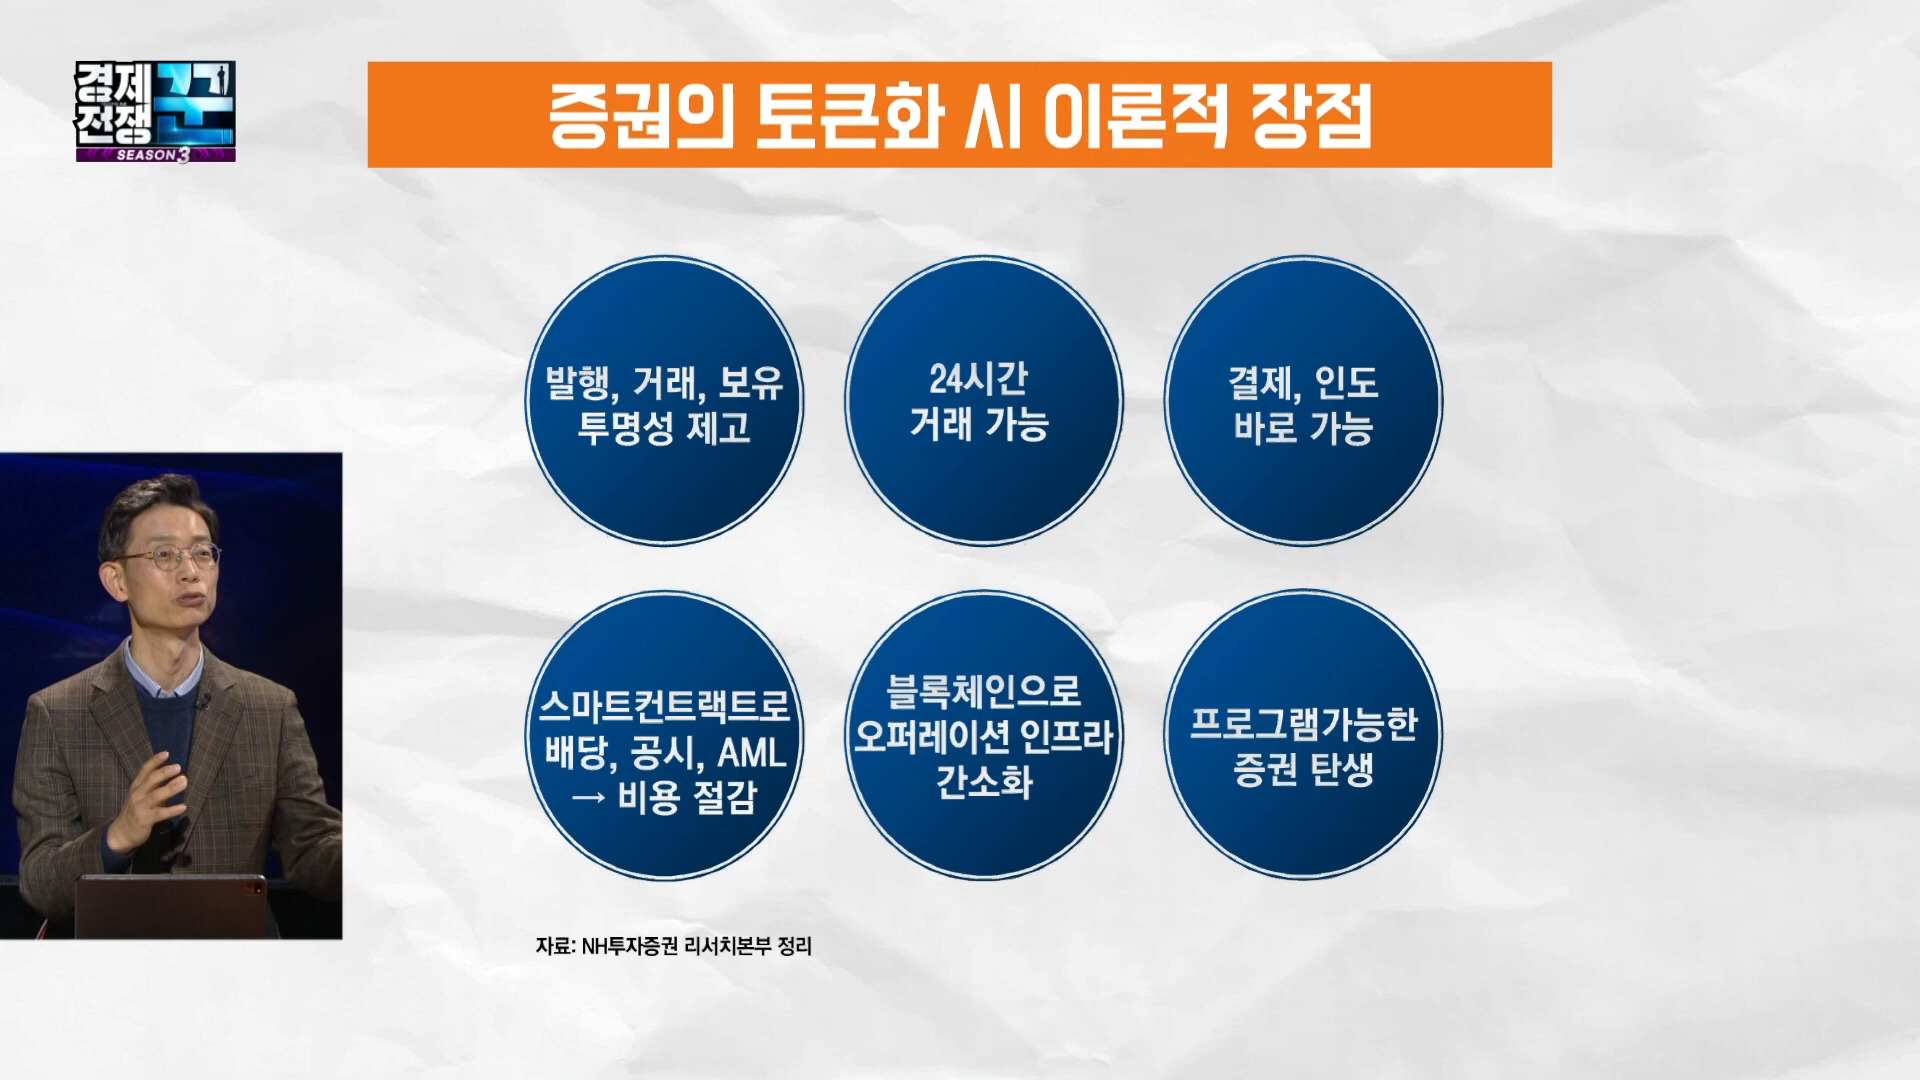 경제
전쟁
꾼
SEASON3
증권의 토큰화 시 이론적 장점
발행, 거래, 보유
투명성 제고
24시간
거래 가능
결제, 인도
바로 가능
스마트컨트랙트로
배당, 공시, AML
→ 비용 절감
블록체인으로
오퍼레이션 인프라
간소화
프로그램가능한
증권 탄생
자료: NH투자증권 리서치본부 정리